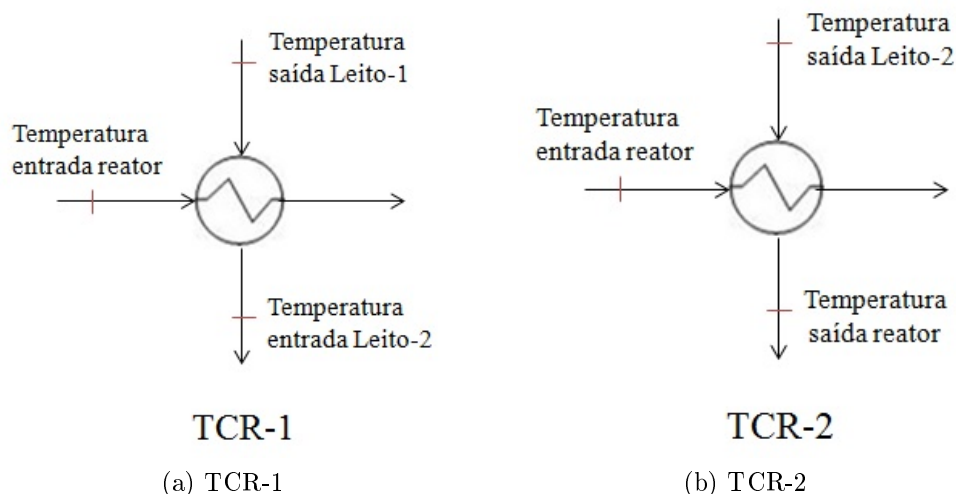 Temperatura
saída Leito-1
Temperatura
entrada reator
Temperatura
entrada Leito-2
TCR-1
(a) TCR-1
Temperatura
saída Leito-2
Temperatura
entrada reator
Temperatura
saída reator
TCR-2
(b) TCR-2